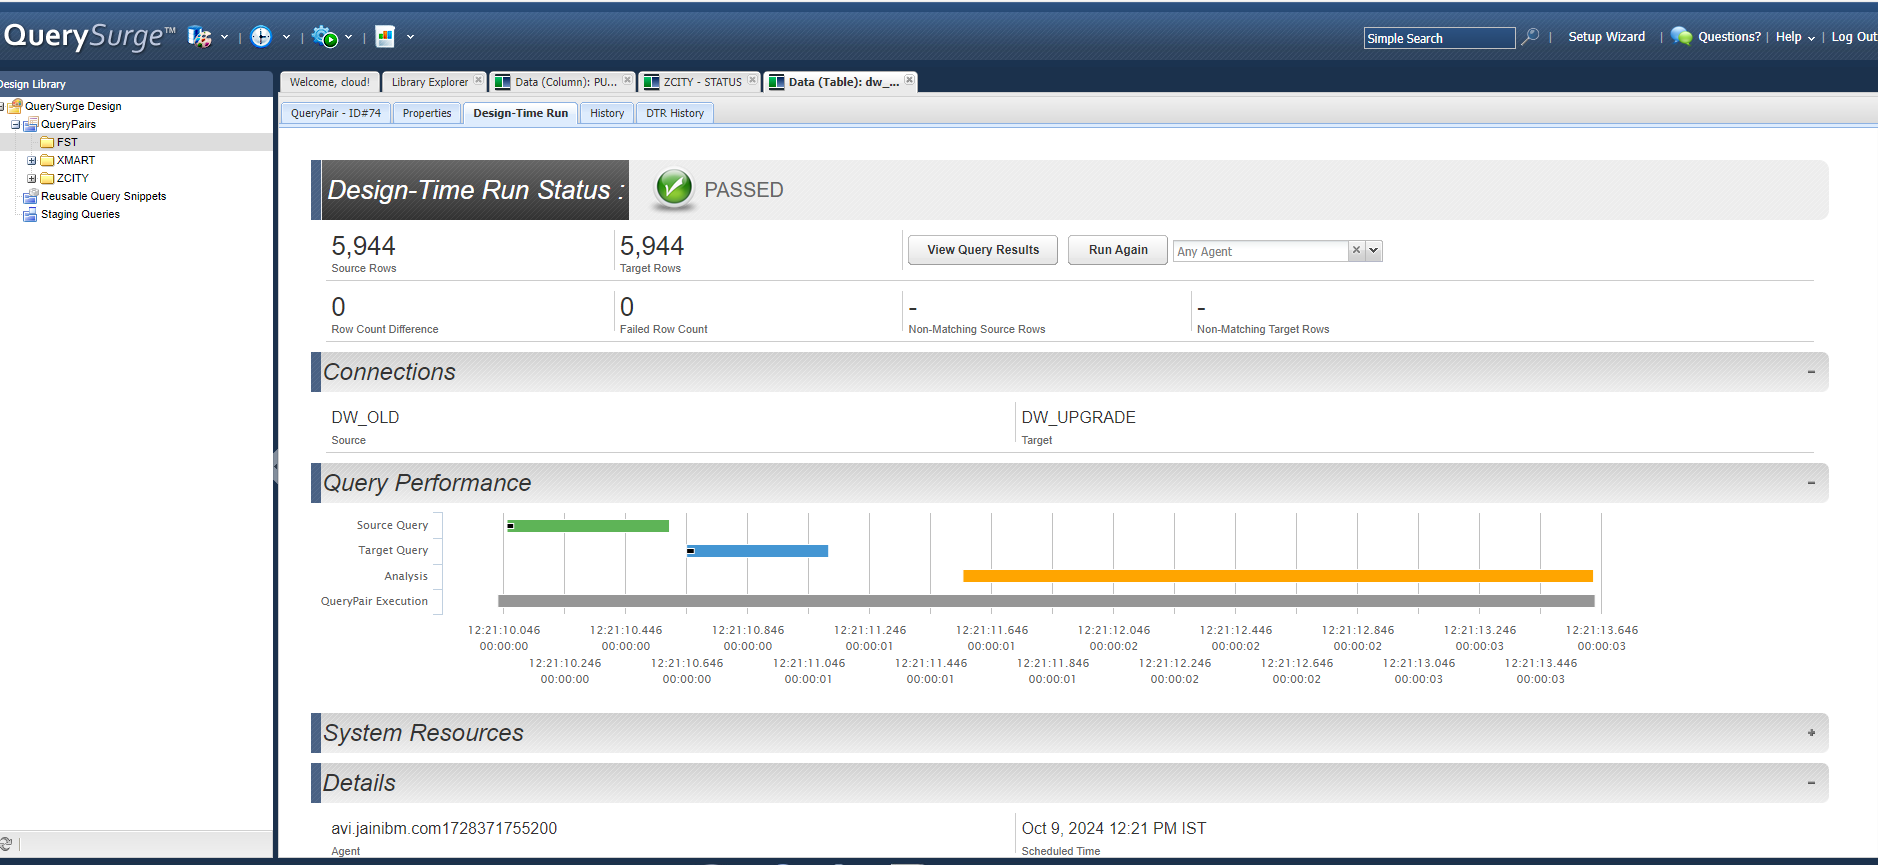 QuerySurge™
Simple Search
Setup Wizard
Questions?
Help
Log Out
Design Library
QuerySurge Design
QueryPairs
FST
XMART
ZCITY
Reusable Query Snippets
Staging Queries
Welcome, cloud!
Library Explorer
Data (Column): PU...
ZCITY - STATUS
Data (Table): dw_...
QueryPair - ID#74
Properties
Design-Time Run
History
DTR History
Design-Time Run Status :
PASSED
5,944
Source Rows
5,944
Target Rows
View Query Results
Run Again
Any Agent
0
Row Count Difference
0
Failed Row Count
-
Non-Matching Source Rows
-
Non-Matching Target Rows
Connections
DW_OLD
Source
DW_UPGRADE
Target
Query Performance
Source Query
Target Query
Analysis
QueryPair Execution
12:21:10.046 12:21:10.446 12:21:10.846 12:21:11.246 12:21:11.646 12:21:12.046 12:21:12.446 12:21:12.846 12:21:13.246 12:21:13.646
00:00:00 00:00:00 00:00:00 00:00:01 00:00:01 00:00:02 00:00:02 00:00:02 00:00:03 00:00:03
12:21:10.246 12:21:10.646 12:21:11.046 12:21:11.446 12:21:11.846 12:21:12.246 12:21:12.646 12:21:13.046 12:21:13.446
00:00:00 00:00:00 00:00:01 00:00:01 00:00:01 00:00:02 00:00:02 00:00:03 00:00:03
System Resources
Details
avi.jainibm.com1728371755200
Agent
Oct 9, 2024 12:21 PM IST
Scheduled Time